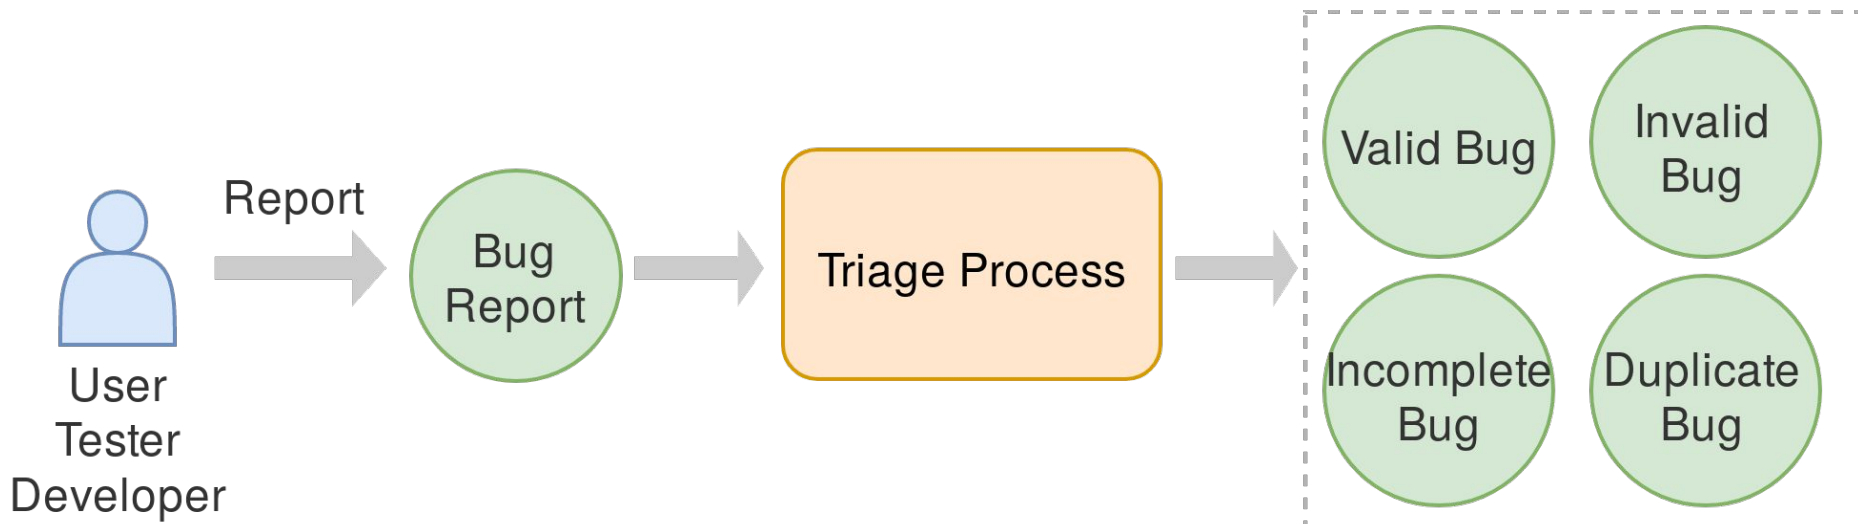 Report
User
Tester
Developer
Bug
Report
Triage Process
Valid Bug
Invalid
Bug
Incomplete
Bug
Duplicate
Bug